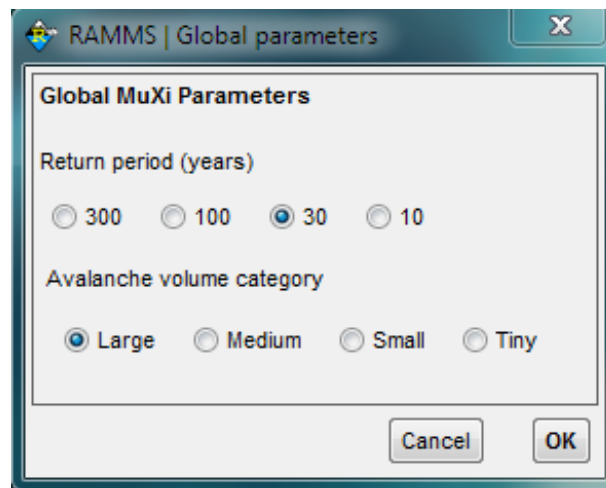 RAMMS | Global parameters
Global MuXi Parameters
Return period (years)
300 100 30 10
Avalanche volume category
Large Medium Small Tiny
Cancel OK